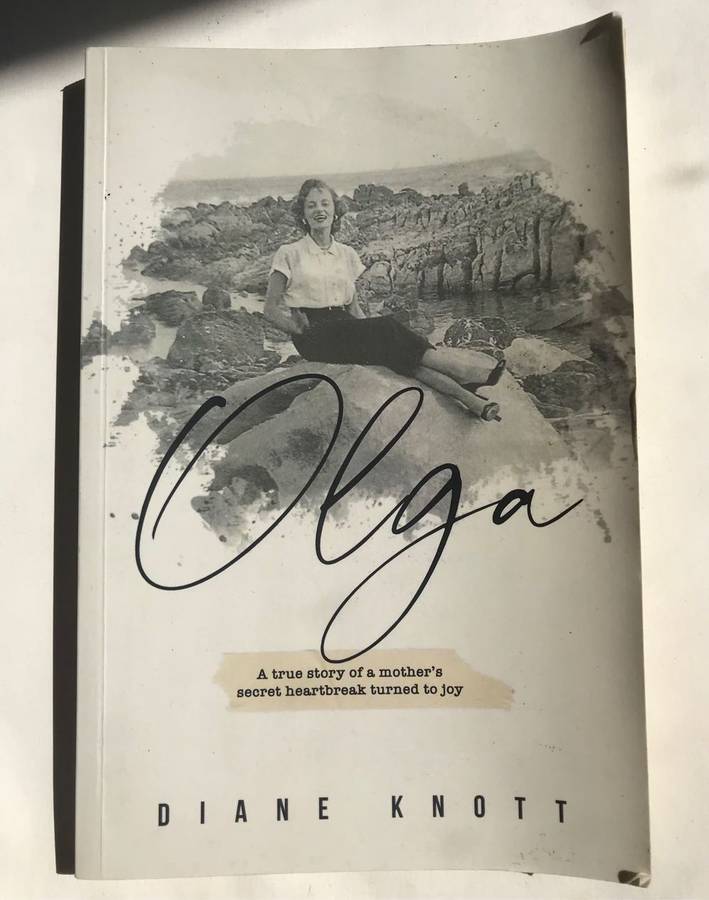 Olga
A true story of a mother's
secret heartbreak turned to joy
DIANE KNOTT